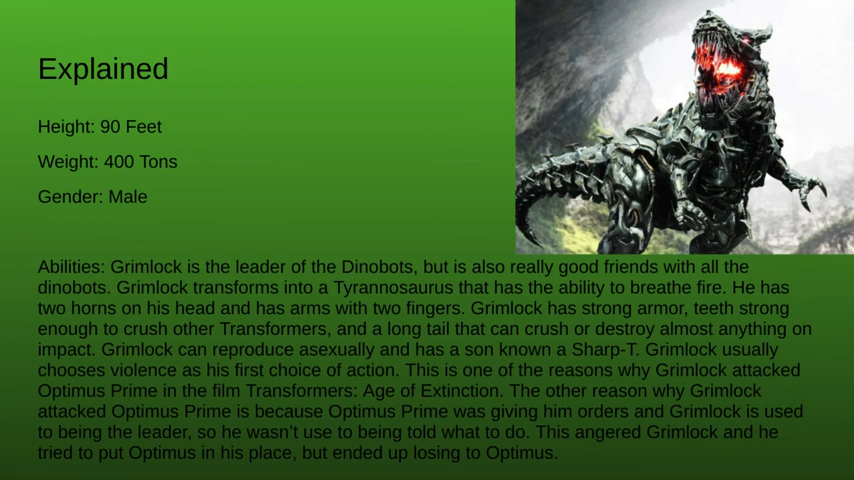 Explained
Height: 90 Feet
Weight: 400 Tons
Gender: Male
Abilities: Grimlock is the leader of the Dinobots, but is also really good friends with all the
dinobots. Grimlock transforms into a Tyrannosaurus that has the ability to breathe fire. He has
two horns on his head and has arms with two fingers. Grimlock has strong armor, teeth strong
enough to crush other Transformers, and a long tail that can crush or destroy almost anything on
impact. Grimlock can reproduce asexually and has a son known a Sharp-T. Grimlock usually
chooses violence as his first choice of action. This is one of the reasons why Grimlock attacked
Optimus Prime in the film Transformers: Age of Extinction. The other reason why Grimlock
attacked Optimus Prime is because Optimus Prime was giving him orders and Grimlock is used
to being the leader, so he wasn’t use to being told what to do. This angered Grimlock and he
tried to put Optimus in his place, but ended up losing to Optimus.